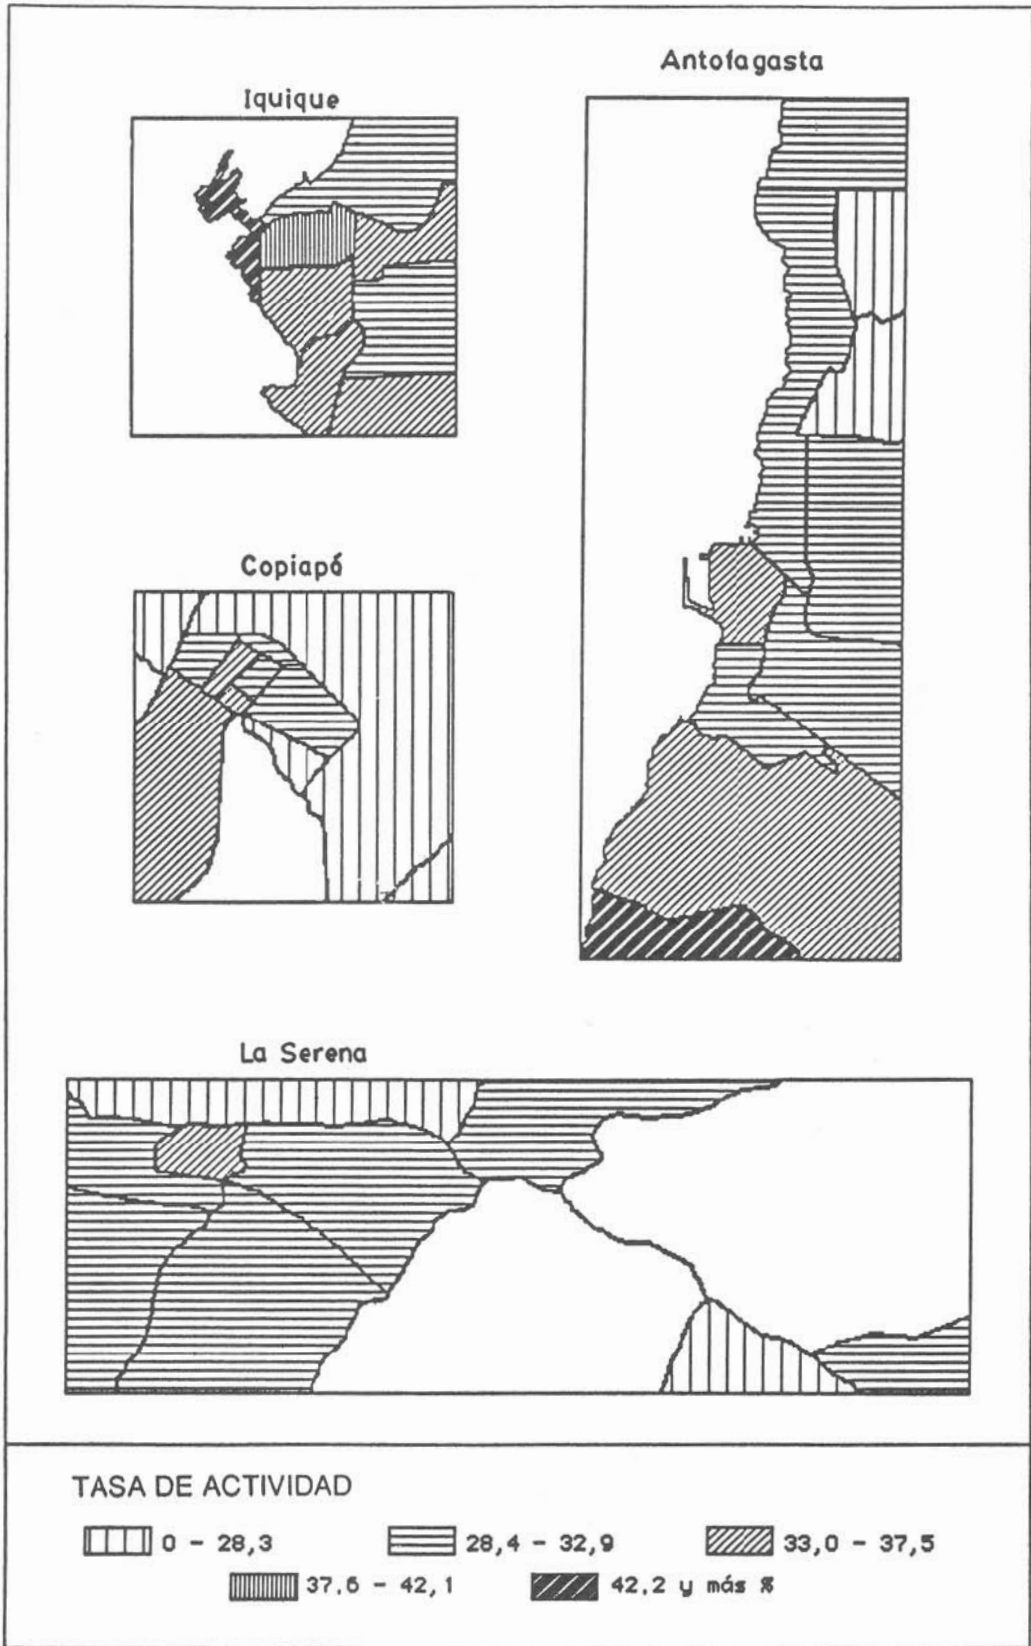 Antofagasta
Iquique
Copiapó
La Serena
TASA DE ACTIVIDAD
0 - 28,3
28,4 - 32,9
33,0 - 37,5
37,6 - 42,1
42,2 y más %